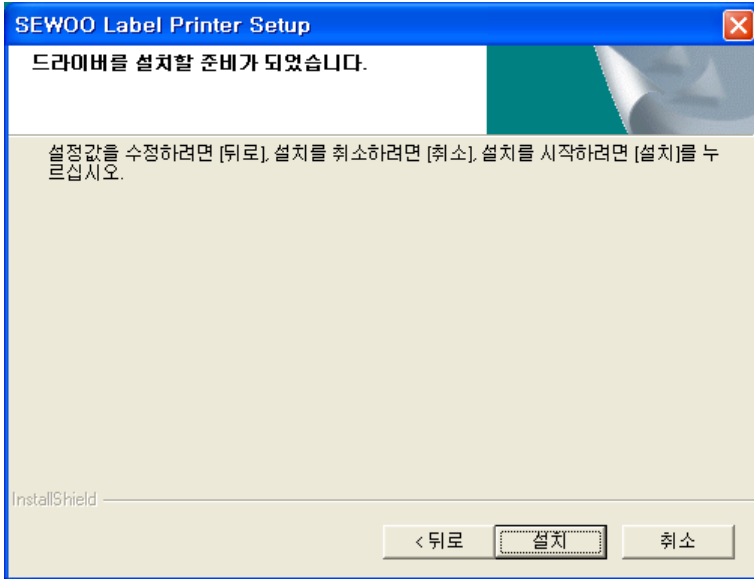 SEWOO Label Printer Setup
드라이버를 설치할 준비가 되었습니다.
설정값을 수정하려면 [뒤로], 설치를 취소하려면 [취소], 설치를 시작하려면 [설치]를 누
르십시오.
InstallShield
< 뒤로 설치 취소